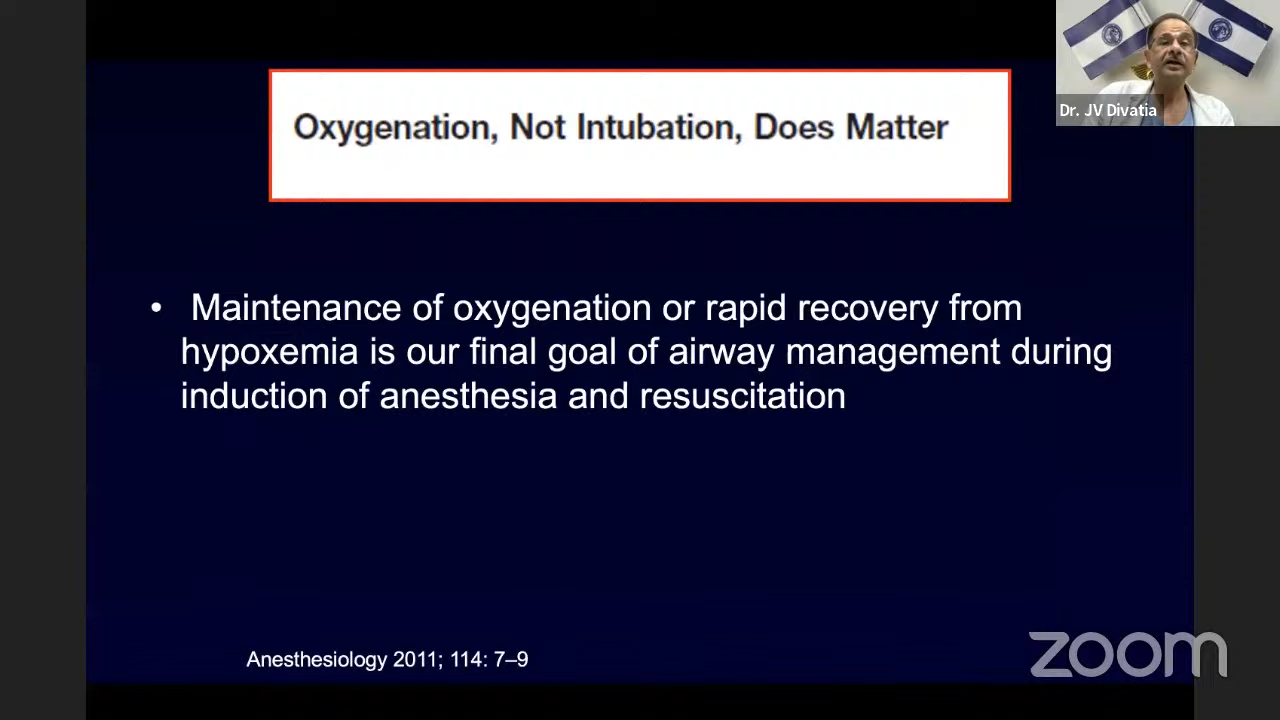 Oxygenation, Not Intubation, Does Matter
Dr. JV Divatia
• Maintenance of oxygenation or rapid recovery from
hypoxemia is our final goal of airway management during
induction of anesthesia and resuscitation
Anesthesiology 2011; 114: 7–9
zoom